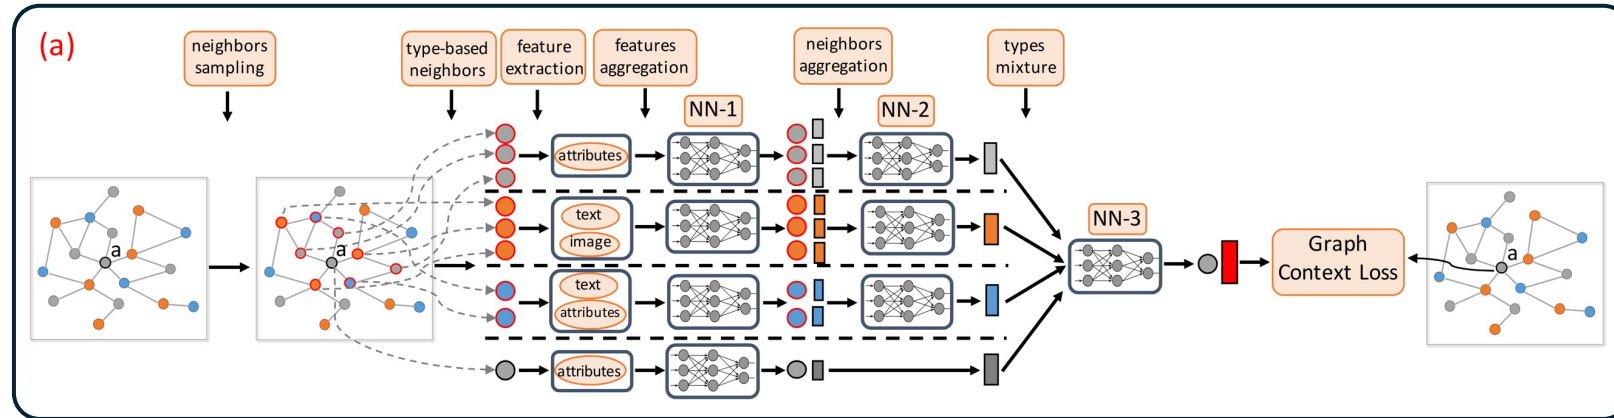 (a)
neighbors
sampling
type-based
neighbors
feature
extraction
features
aggregation
neighbors
aggregation
types
mixture
NN-1
NN-2
attributes
text
image
text
attributes
attributes
a
a
NN-3
Graph
Context Loss
a